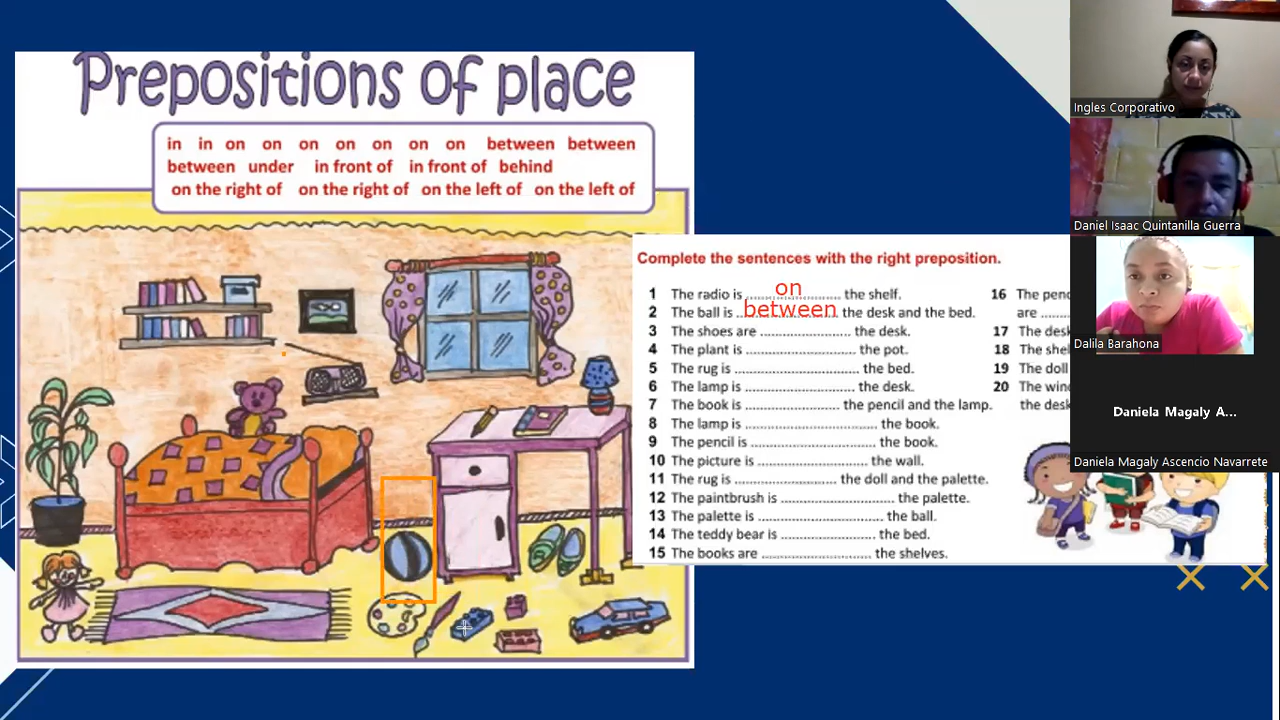 Prepositions of place
in in on on on on on on on between between
between under in front of in front of behind
on the right of on the right of on the left of on the left of
Complete the sentences with the right preposition.
1 The radio is on the shelf.
2 The ball is between the desk and the bed.
3 The shoes are ........................ the desk.
4 The plant is ............................ the pot.
5 The rug is ................................ the bed.
6 The lamp is ............................ the desk.
7 The book is ........................ the pencil and the lamp.
8 The lamp is .................................. the book.
9 The pencil is ................................ the book.
10 The picture is ............................ the wall.
11 The rug is .......................... the doll and the palette.
12 The paintbrush is ............................. the palette.
13 The palette is ................................ the ball.
14 The teddy bear is ........................... the bed.
15 The books are ............................ the shelves.
16 The penc
are
17 The desk
18 The shel
19 The doll
20 The wind
the desk
Ingles Corporativo
Daniel Isaac Quintanilla Guerra
Dalila Barahona
Daniela Magaly A...
Daniela Magaly Ascencio Navarrete